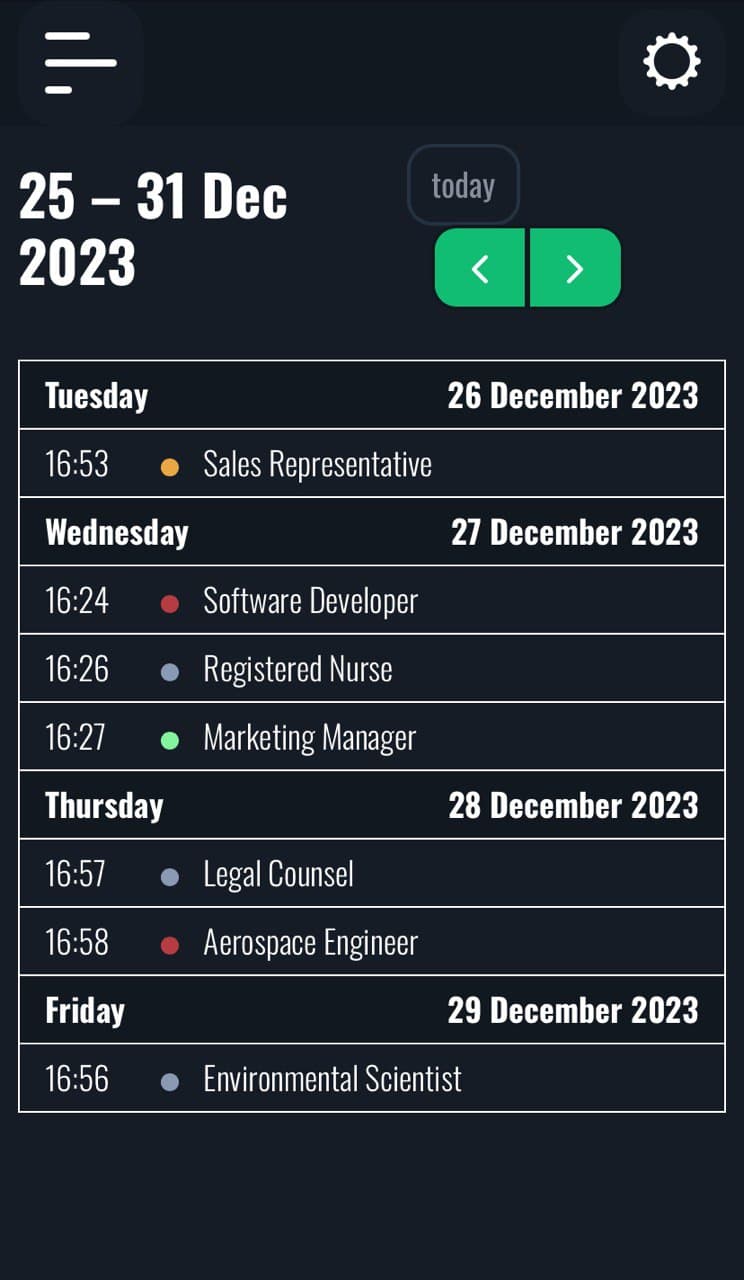 25 – 31 Dec
2023
today
Tuesday 26 December 2023
16:53 Sales Representative
Wednesday 27 December 2023
16:24 Software Developer
16:26 Registered Nurse
16:27 Marketing Manager
Thursday 28 December 2023
16:57 Legal Counsel
16:58 Aerospace Engineer
Friday 29 December 2023
16:56 Environmental Scientist